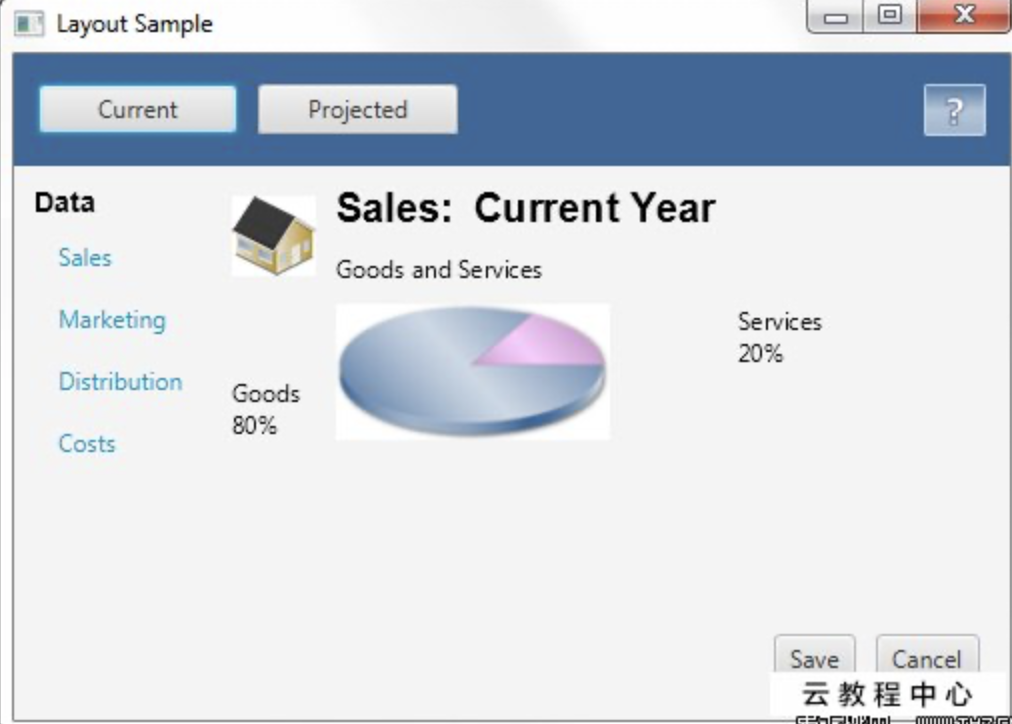 Layout Sample
Current
Projected
?
Data
Sales
Marketing
Distribution
Costs
Sales: Current Year
Goods and Services
Goods
80%
Services
20%
Save
Cancel
云教程中心